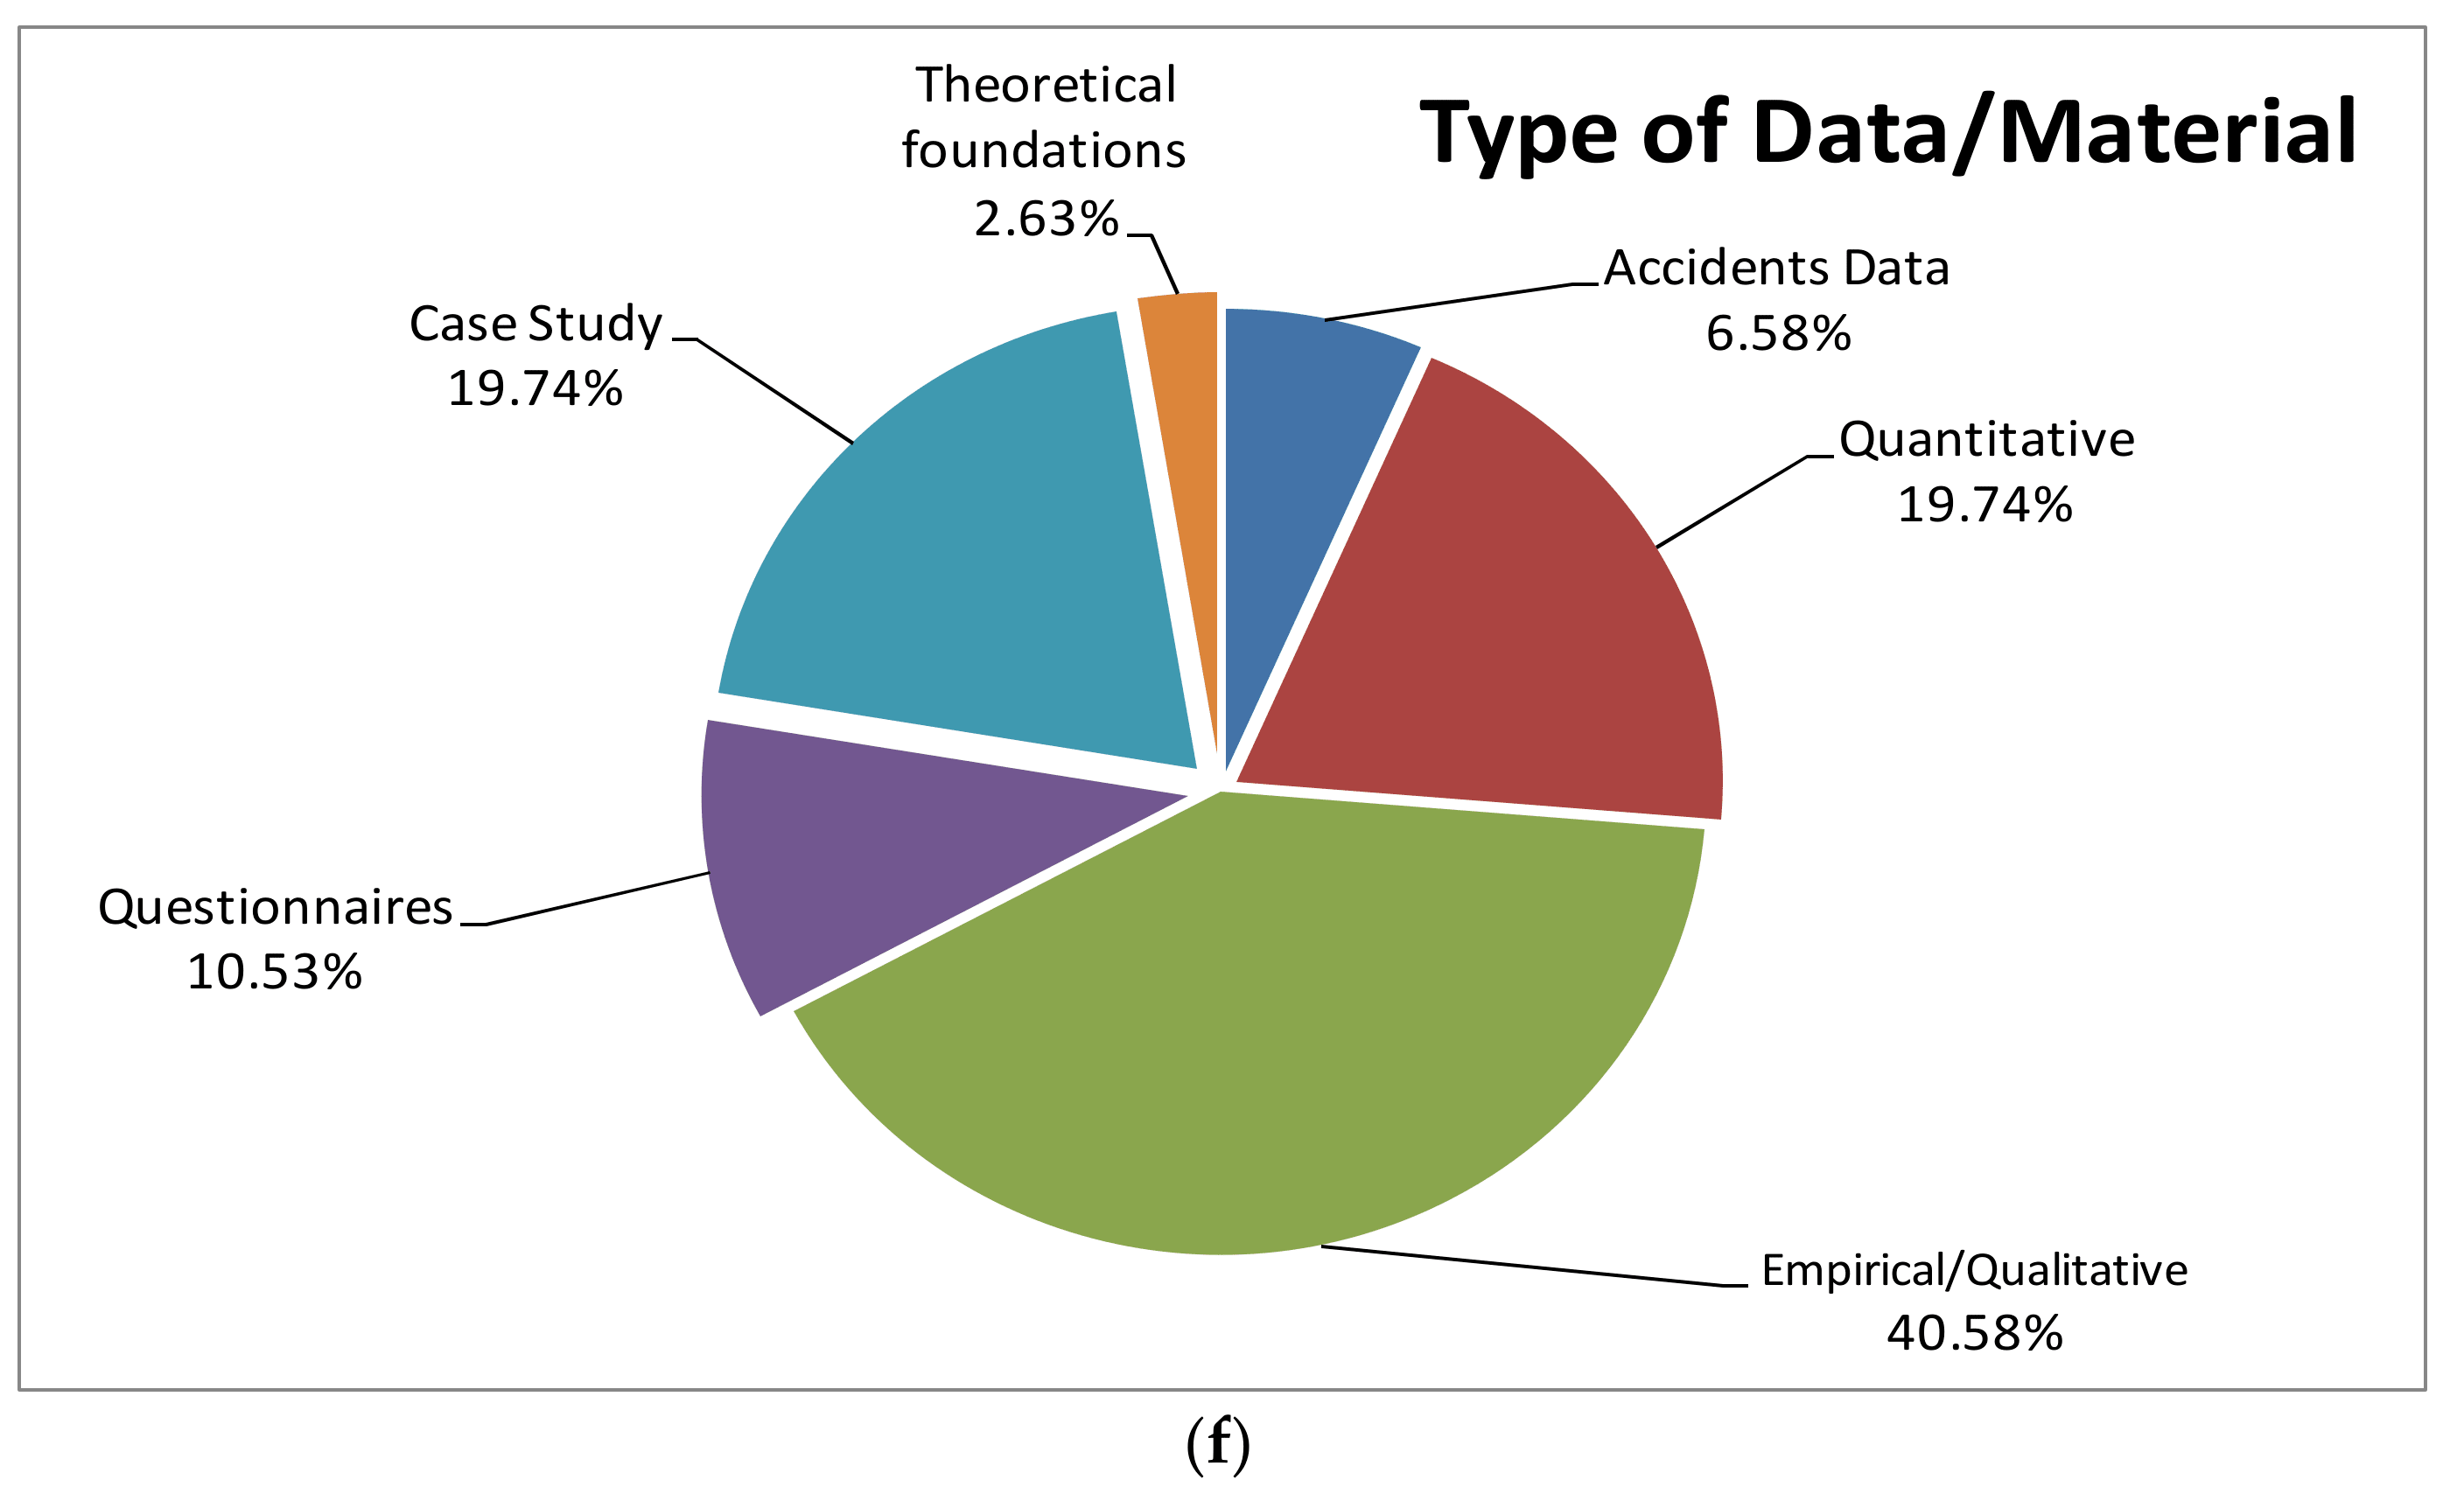 Type of Data/Material
Theoretical
foundations
2.63%
Accidents Data
6.58%
Case Study
19.74%
Quantitative
19.74%
Questionnaires
10.53%
Empirical/Qualitative
40.58%
(f)